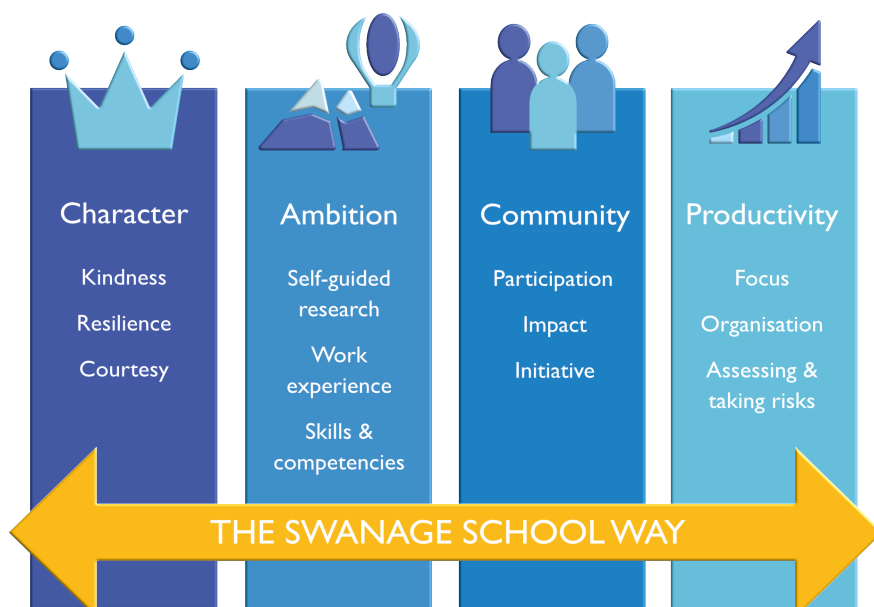 Character
Kindness
Resilience
Courtesy
Ambition
Self-guided
research
Work
experience
Skills &
competencies
Community
Participation
Impact
Initiative
Productivity
Focus
Organisation
Assessing &
taking risks
THE SWANAGE SCHOOL WAY